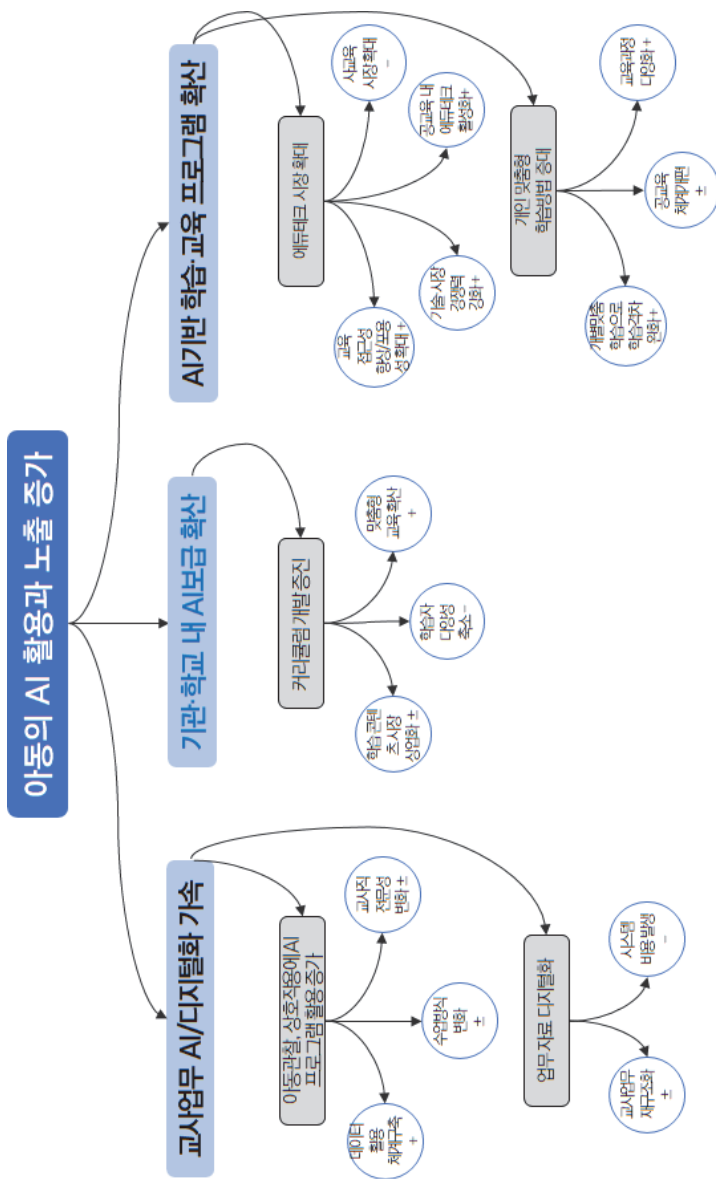 아동의 AI 활용과 노출 증가
교사업무 AI/디지털화 가속
아동관찰, 상호작용에 AI
프로그램 활용 증가
데이터
활용
체계구축
+
수업방식
변화
±
교사직
전문성
변화 ±
업무 자료 디지털화
교사업무
재구조화
±
시스템
비용 발생
-
기관·학교 내 AI보급 확산
커리큘럼 개발 증진
학습 콘텐
츠 시장
상업화 ±
학습자
다양성
축소-
맞춤형
교육 확산
+
AI기반 학습·교육 프로그램 확산
에듀테크 시장 확대
교육
접근성
향상/포용
성 확대 +
기술 시장
경쟁력
강화+
공교육 내
에듀테크
활성화+
사교육
시장 확대
-
개인 맞춤형
학습방법 증대
개별맞춤
학습으로
학습격차
완화+
공교육
체계개편
±
교육과정
다양화+